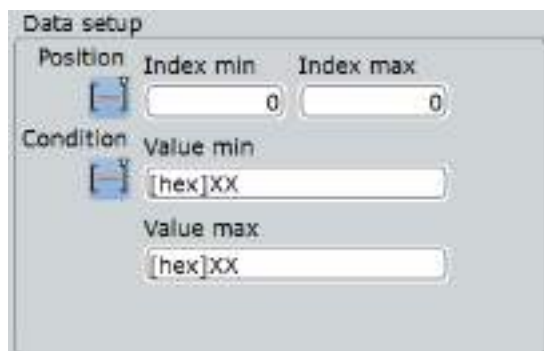 Data setup
Position Index min Index max
0 0
Condition Value min
[hex]XX
Value max
[hex]XX